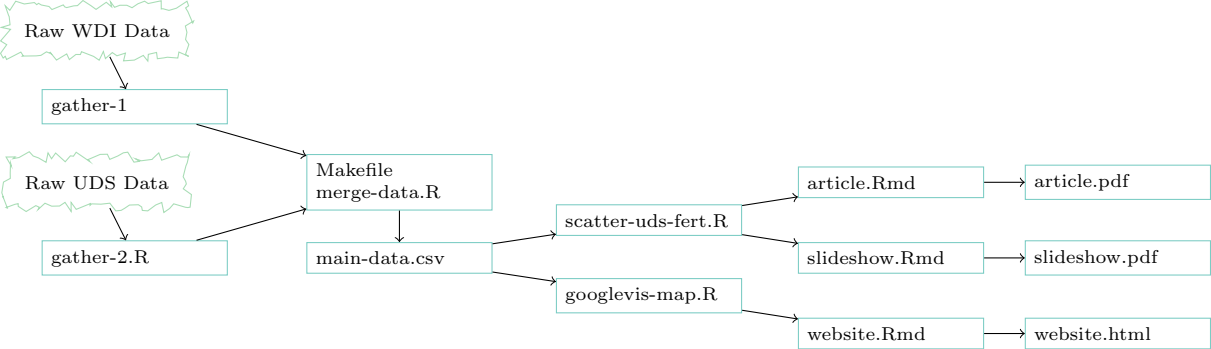 Raw WDI Data
gather-1
Raw UDS Data
gather-2.R
Makefile
merge-data.R
main-data.csv
scatter-uds-fert.R
googlevis-map.R
article.Rmd
slideshow.Rmd
website.Rmd
article.pdf
slideshow.pdf
website.html